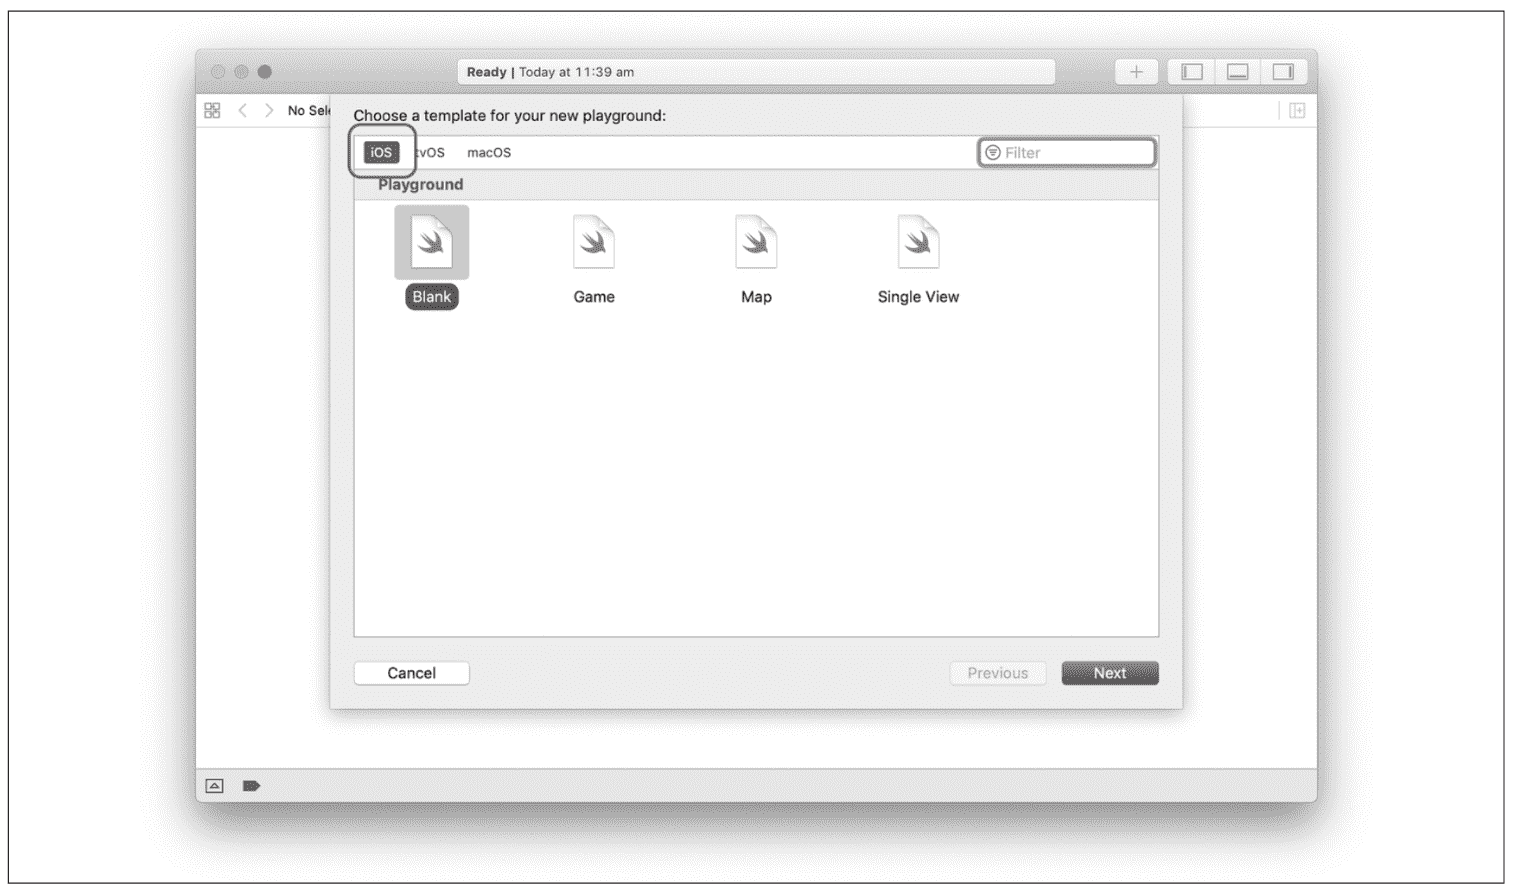 Ready | Today at 11:39 am
No Sele
Choose a template for your new playground:
iOS tvOS macOS Filter
Playground
Blank Game Map Single View
Cancel Previous Next